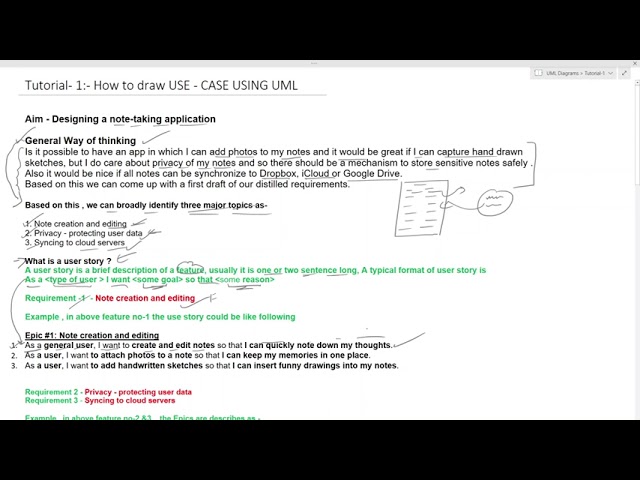 UML Diagrams » Tutorial-1
Tutorial- 1:- How to draw USE - CASE USING UML
Aim - Designing a note-taking application
General Way of thinking
Is it possible to have an app in which I can add photos to my notes and it would be great if I can capture hand drawn
sketches, but I do care about privacy of my notes and so there should be a mechanism to store sensitive notes safely .
Also it would be nice if all notes can be synchronize to Dropbox, iCloud or Google Drive.
Based on this we can come up with a first draft of our distilled requirements.
Based on this , we can broadly identify three major topics as-
1. Note creation and editing
2. Privacy - protecting user data
3. Syncing to cloud servers
What is a user story ?
A user story is a brief description of a feature, usually it is one or two sentence long, A typical format of user story is
As a <type of user > I want <some goal> so that <some reason>
Requirement -1 - Note creation and editing
Example , in above feature no-1 the use story could be like following
Epic #1: Note creation and editing
1. As a general user, I want to create and edit notes so that I can quickly note down my thoughts.
2. As a user, I want to attach photos to a note so that I can keep my memories in one place.
3. As a user, I want to add handwritten sketches so that I can insert funny drawings into my notes.
Requirement 2 - Privacy - protecting user data
Requirement 3 - Syncing to cloud servers
Example , in above feature no-2 &3 , the Epics are describes as -